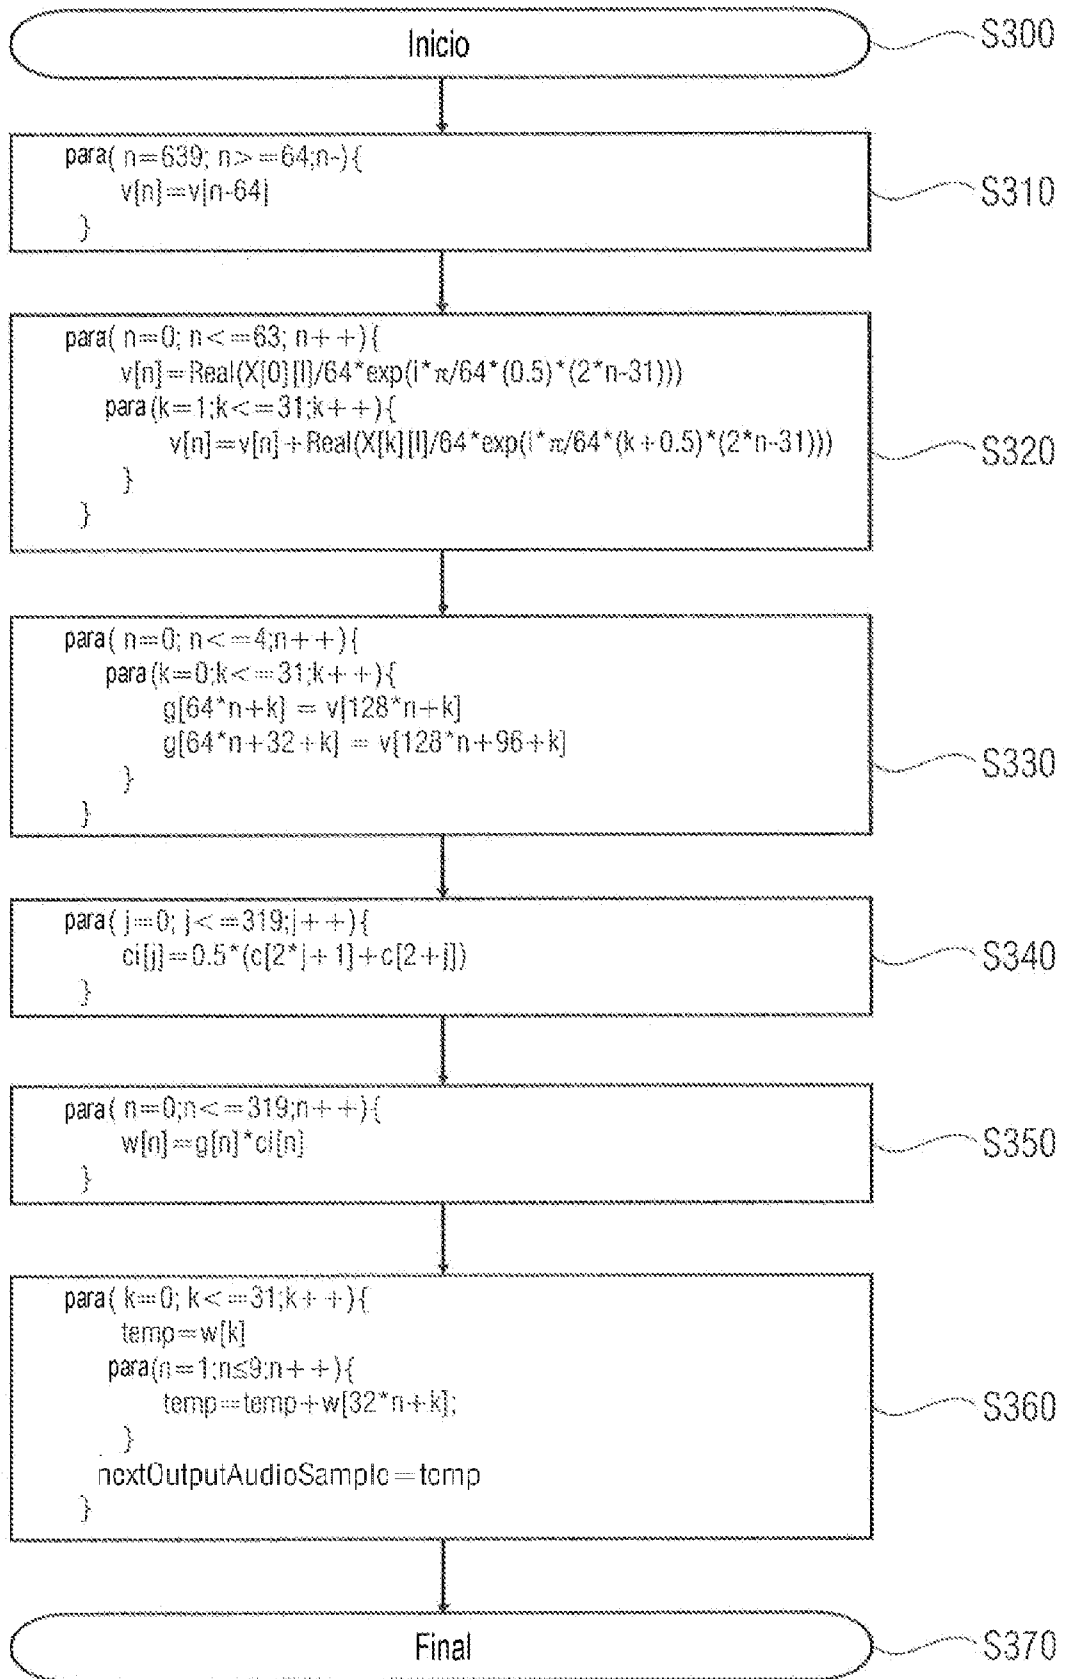 Inicio
S300
para( n=639; n>=64;n-){
v[n]=v[n-64]
}
S310
para( n=0; n<=63; n++){
v[n]=Real(X[0][l]/64*exp(i*π/64*(0.5)*(2*n-31)))
para(k=1;k<=31;k++){
v[n]=v[n]+Real(X[k][l]/64*exp(i*π/64*(k+0.5)*(2*n-31)))
}
}
S320
para( n=0; n<=4;n++){
para(k=0;k<=31;k++){
g[64*n+k] = v[128*n+k]
g[64*n+32+k] = v[128*n+96+k]
}
}
S330
para( j=0; j<=319;j++){
ci[j]=0.5*(c[2*j+1]+c[2+j])
}
S340
para( n=0;n<=319;n++){
w[n]=g[n]*ci[n]
}
S350
para( k=0; k<=31;k++){
temp=w[k]
para(n=1;n≤9;n++){
temp=temp+w[32*n+k];
}
nextOutputAudioSample=temp
}
S360
Final
S370